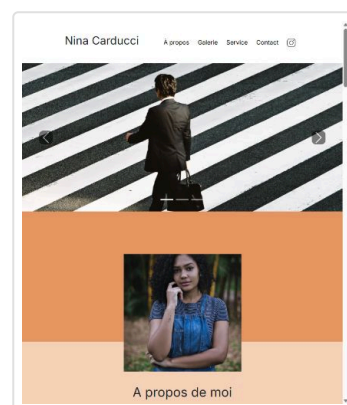 Nina Carducci
À propos Galerie Service Contact
A propos de moi